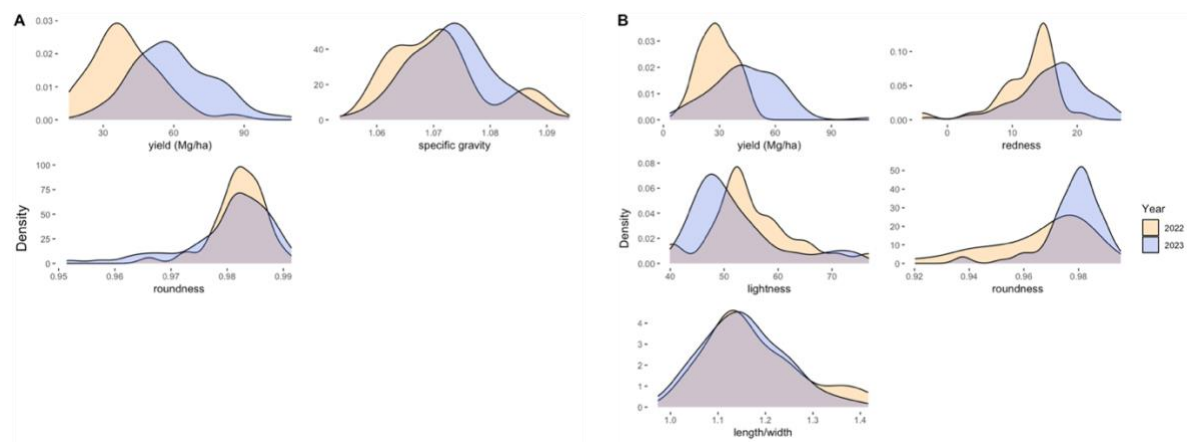 A
0.03
0.02
0.01
0.00
30 60 90
yield (Mg/ha)
40
20
0
1.06 1.07 1.08 1.09
specific gravity
Density
100
75
50
25
0
0.95 0.96 0.97 0.98 0.99
roundness
B
0.03
0.02
0.01
0.00
0 30 60 90
yield (Mg/ha)
0.10
0.05
0.00
0 10 20
redness
Density
0.08
0.06
0.04
0.02
0.00
40 50 60 70
lightness
50
40
30
20
10
0
0.92 0.94 0.96 0.98
roundness
Year
2022
2023
4
3
2
1
0
1.0 1.1 1.2 1.3 1.4
length/width